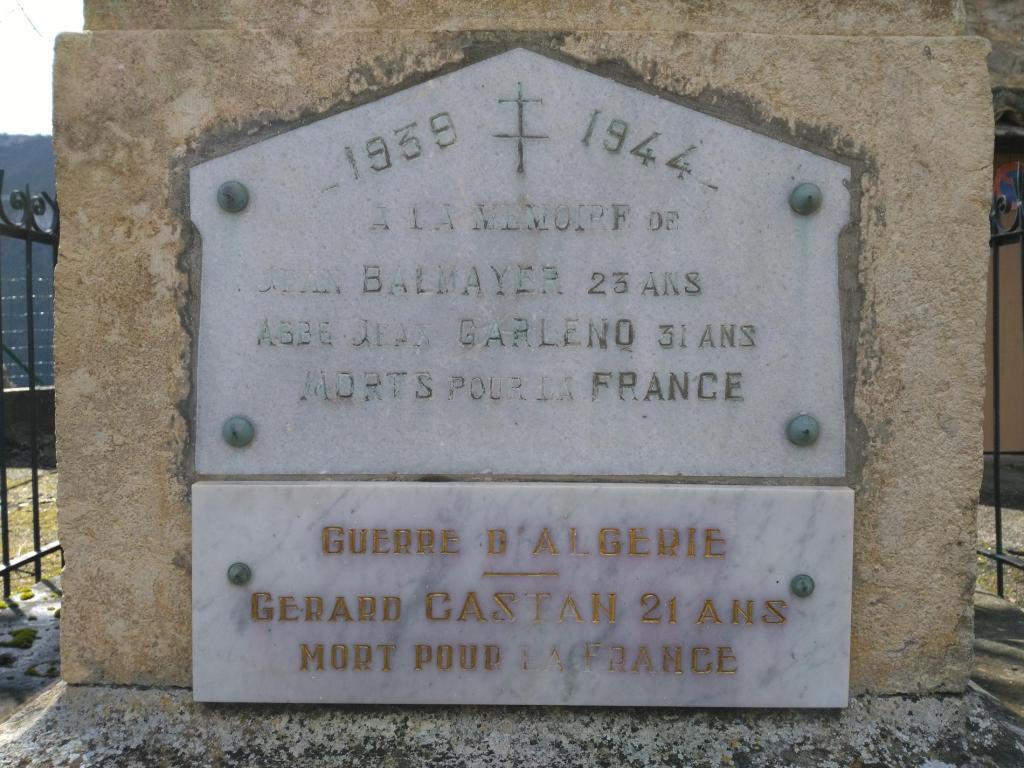 1939 1944
A LA MEMOIRE DE
JEAN BALMAYER 23 ANS
ABBE JEAN GARLENQ 31 ANS
MORTS POUR LA FRANCE
GUERRE D'ALGERIE
GERARD CASTAN 21 ANS
MORT POUR LA FRANCE